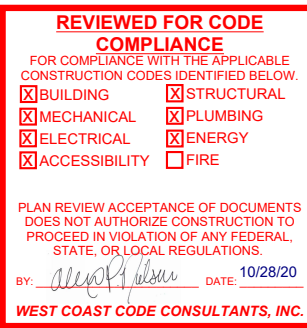 REVIEWED FOR CODE
COMPLIANCE
FOR COMPLIANCE WITH THE APPLICABLE
CONSTRUCTION CODES IDENTIFIED BELOW.
X BUILDING X STRUCTURAL
X MECHANICAL X PLUMBING
X ELECTRICAL X ENERGY
X ACCESSIBILITY FIRE
PLAN REVIEW ACCEPTANCE OF DOCUMENTS
DOES NOT AUTHORIZE CONSTRUCTION TO
PROCEED IN VIOLATION OF ANY FEDERAL,
STATE, OR LOCAL REGULATIONS.
BY: DATE: 10/28/20
WEST COAST CODE CONSULTANTS, INC.